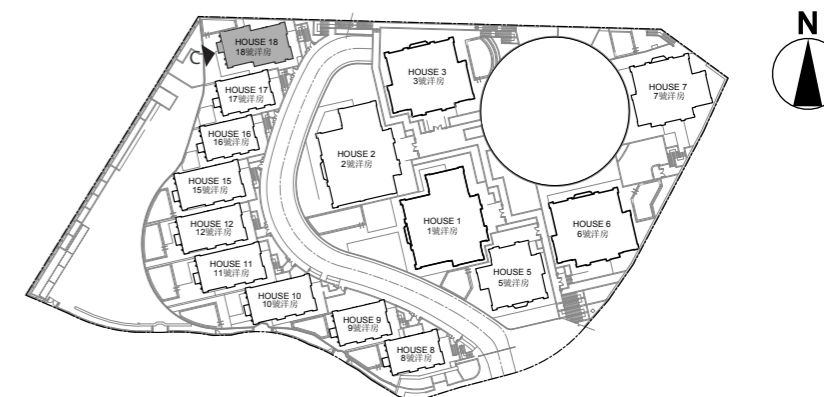 N
HOUSE 18
18號洋房
C
HOUSE 17
17號洋房
HOUSE 16
16號洋房
HOUSE 15
15號洋房
HOUSE 12
12號洋房
HOUSE 11
11號洋房
HOUSE 10
10號洋房
HOUSE 9
9號洋房
HOUSE 8
8號洋房
HOUSE 3
3號洋房
HOUSE 2
2號洋房
HOUSE 1
1號洋房
HOUSE 5
5號洋房
HOUSE 6
6號洋房
HOUSE 7
7號洋房